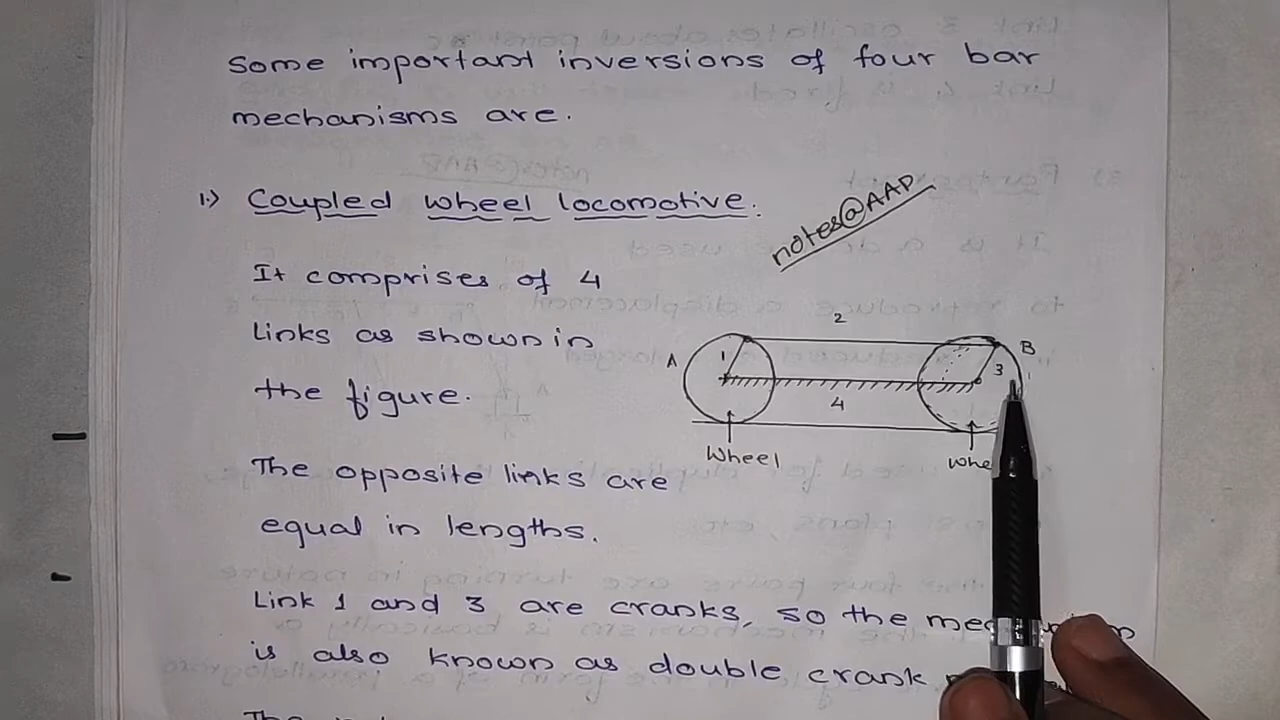 Some important inversions of four bar
mechanisms are.
1.) Coupled wheel locomotive:
notes@AAP
It comprises of 4
links as shown in
the figure.
2
A
1
B
3
4
Wheel
The opposite links are
equal in lengths.
Link 1 and 3 are cranks, so the
is also known as double crank